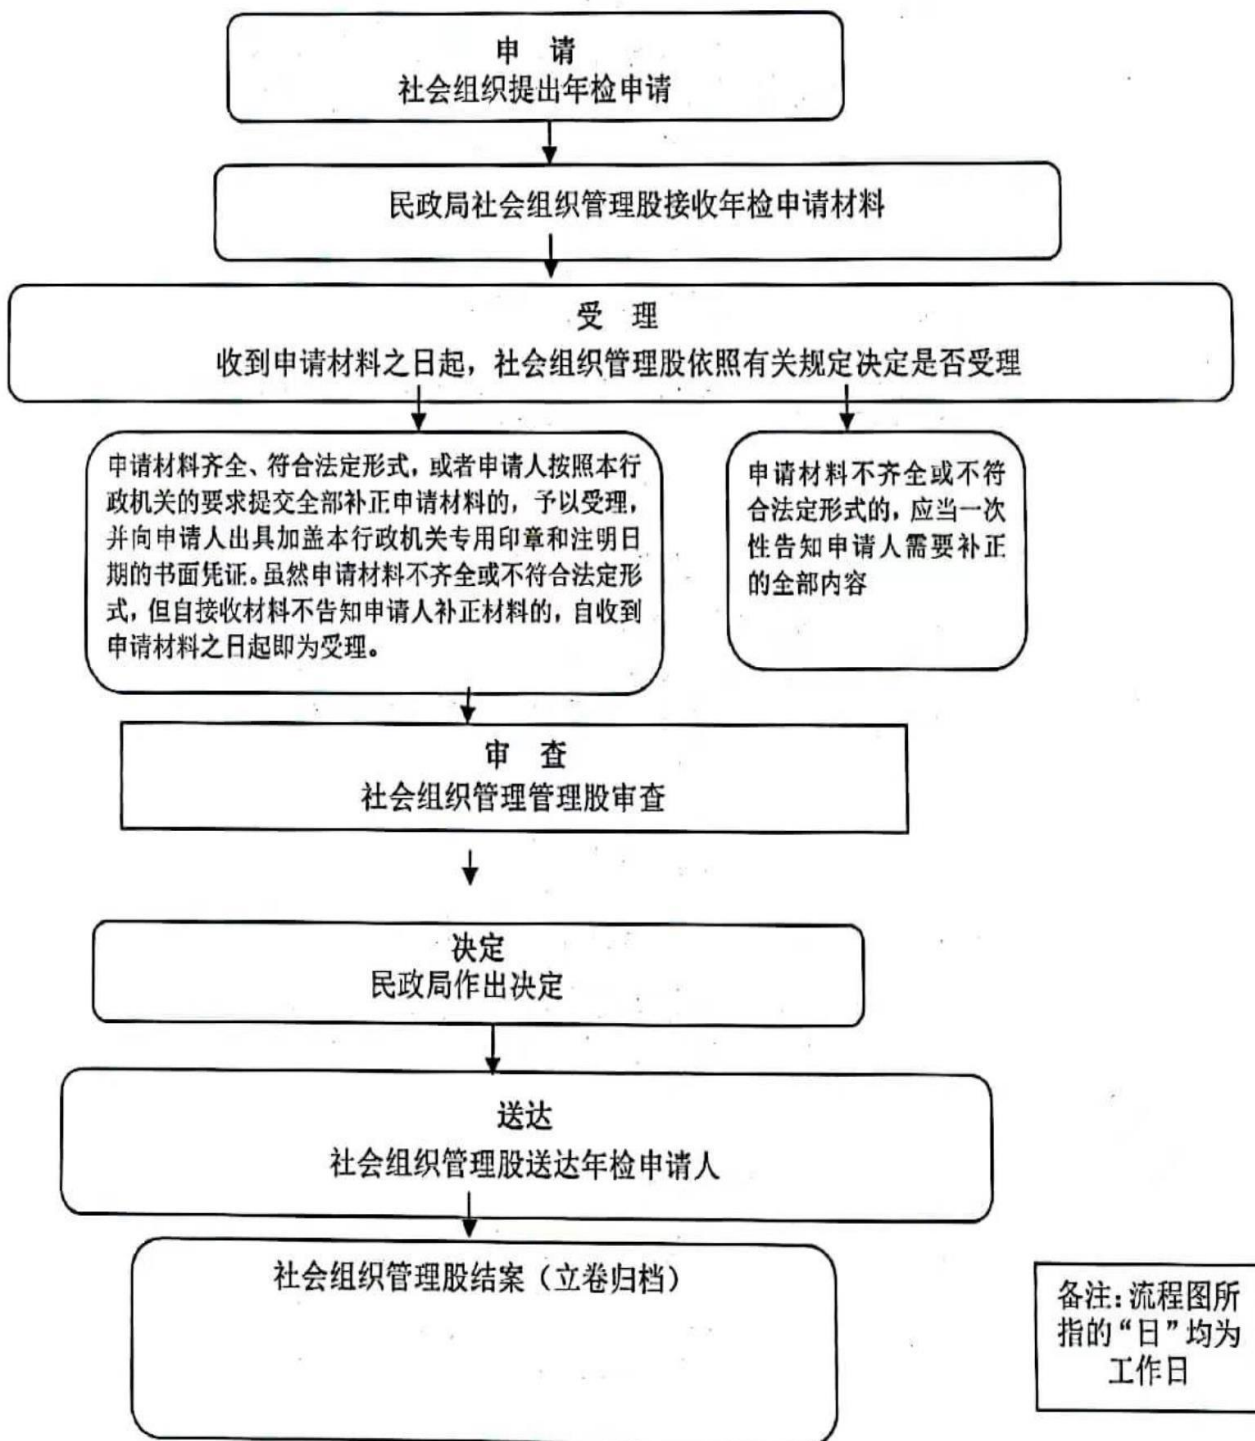 申 请
社会组织提出年检申请
民政局社会组织管理股接收年检申请材料
受 理
收到申请材料之日起，社会组织管理股依照有关规定决定是否受理
申请材料齐全、符合法定形式，或者申请人按照本行
政机关的要求提交全部补正申请材料的，予以受理，
并向申请人出具加盖本行政机关专用印章和注明日
期的书面凭证。虽然申请材料不齐全或不符合法定形
式，但自接收材料不告知申请人补正材料的，自收到
申请材料之日起即为受理。
申请材料不齐全或不符
合法定形式的，应当一次
性告知申请人需要补正
的全部内容
审 查
社会组织管理管理股审查
决定
民政局作出决定
送达
社会组织管理股送达年检申请人
社会组织管理股结案（立卷归档）
备注：流程图所
指的“日”均为
工作日